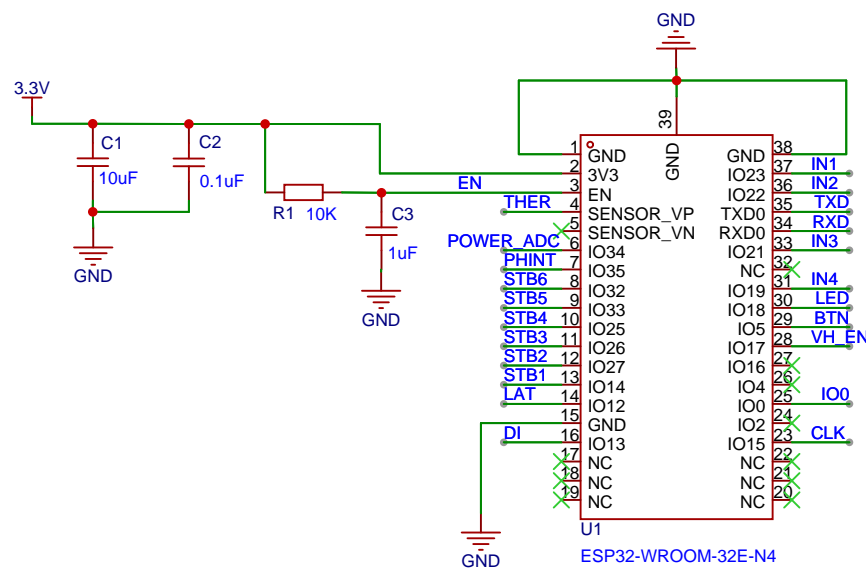 GND
3.3V
C1
10uF
C2
0.1uF
GND
R1 10K
EN
C3
1uF
GND
39
GND
THER
POWER_ADC
PHINT
STB6
STB5
STB4
STB3
STB2
STB1
LAT
DI
GND
1 GND
2 3V3
3 EN
4 SENSOR_VP
5 SENSOR_VN
6 IO34
7 IO35
8 IO32
9 IO33
10 IO25
11 IO26
12 IO27
13 IO14
14 IO12
15 GND
16 IO13
17 NC
18 NC
19 NC
GND 38
IO23 37 IN1
IO22 36 IN2
TXD0 35 TXD
RXD0 34 RXD
IO21 33 IN3
NC 32
IO19 31 IN4
IO18 30 LED
IO5 29 BTN
IO17 28 VH_EN
IO16 27
IO4 26
IO0 25 IO0
IO2 24
IO15 23 CLK
NC 22
NC 21
NC 20
U1
ESP32-WROOM-32E-N4